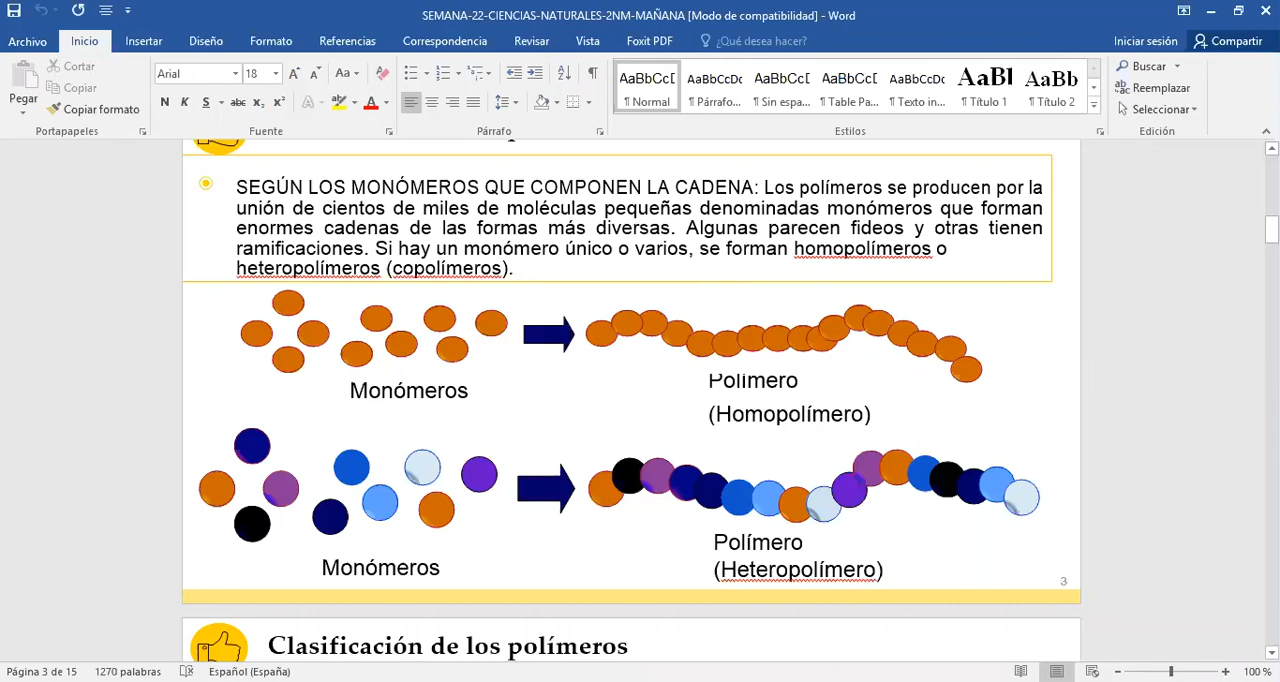 SEMANA-22-CIENCIAS-NATURALES-2NM-MAÑANA [Modo de compatibilidad] - Word
Archivo Inicio Insertar Diseño Formato Referencias Correspondencia Revisar Vista Foxit PDF ¿Qué desea hacer? Iniciar sesión Compartir
Pegar
Cortar
Copiar
Copiar formato
Portapapeles
Arial 18
N K S abc x₂ x²
Fuente
Párrafo
AaBbCcD AaBbCcDc AaBbCcD AaBbCcD AaBbCcDc AaBl AaBb
¶ Normal ¶ Párrafo... ¶ Sin espa... ¶ Table Pa... ¶ Texto in... ¶ Título 1 ¶ Título 2
Estilos
Buscar
Reemplazar
Seleccionar
Edición
SEGÚN LOS MONÓMEROS QUE COMPONEN LA CADENA: Los polímeros se producen por la
unión de cientos de miles de moléculas pequeñas denominadas monómeros que forman
enormes cadenas de las formas más diversas. Algunas parecen fideos y otras tienen
ramificaciones. Si hay un monómero único o varios, se forman homopolímeros o
heteropolímeros (copolímeros).
Monómeros
Polímero
(Homopolímero)
Monómeros
Polímero
(Heteropolímero)
3
Clasificación de los polímeros
Página 3 de 15 1270 palabras Español (España) 100 %